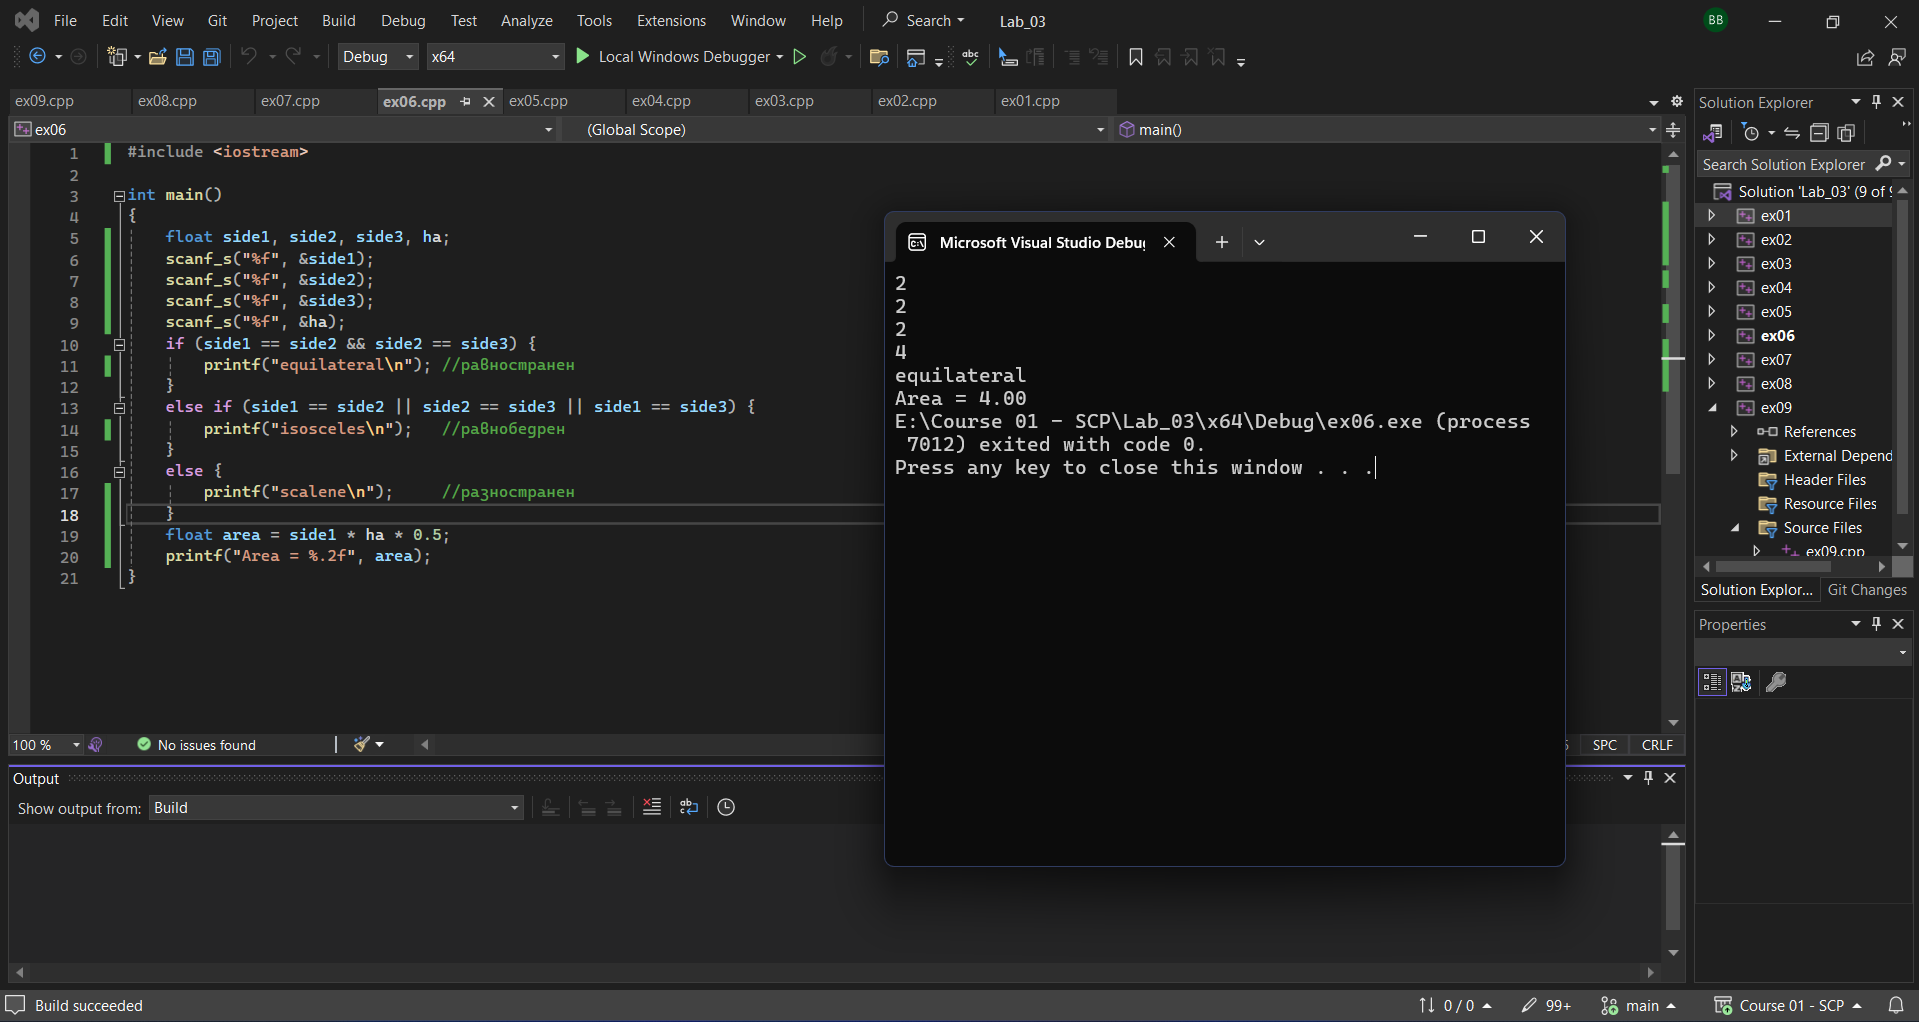 File Edit View Git Project Build Debug Test Analyze Tools Extensions Window Help Search Lab_03 BB
Debug x64 Local Windows Debugger
ex09.cpp ex08.cpp ex07.cpp ex06.cpp ex05.cpp ex04.cpp ex03.cpp ex02.cpp ex01.cpp
ex06 (Global Scope) main()
1 #include <iostream>
2
3 int main()
4 {
5 float side1, side2, side3, ha;
6 scanf_s("%f", &side1);
7 scanf_s("%f", &side2);
8 scanf_s("%f", &side3);
9 scanf_s("%f", &ha);
10 if (side1 == side2 && side2 == side3) {
11 printf("equilateral\n"); //равностранен
12 }
13 else if (side1 == side2 || side2 == side3 || side1 == side3) {
14 printf("isosceles\n"); //равнобедрен
15 }
16 else {
17 printf("scalene\n"); //разностранен
18 }
19 float area = side1 * ha * 0.5;
20 printf("Area = %.2f", area);
21 }
Microsoft Visual Studio Debug
2
2
2
4
equilateral
Area = 4.00
E:\Course 01 - SCP\Lab_03\x64\Debug\ex06.exe (process
7012) exited with code 0.
Press any key to close this window . . .
100 % No issues found SPC CRLF
Output
Show output from: Build
Solution Explorer
Search Solution Explorer
Solution 'Lab_03' (9 of 9
ex01
ex02
ex03
ex04
ex05
ex06
ex07
ex08
ex09
References
External Depend
Header Files
Resource Files
Source Files
ex09.cpp
Solution Explor... Git Changes
Properties
Build succeeded 0 / 0 99+ main Course 01 - SCP